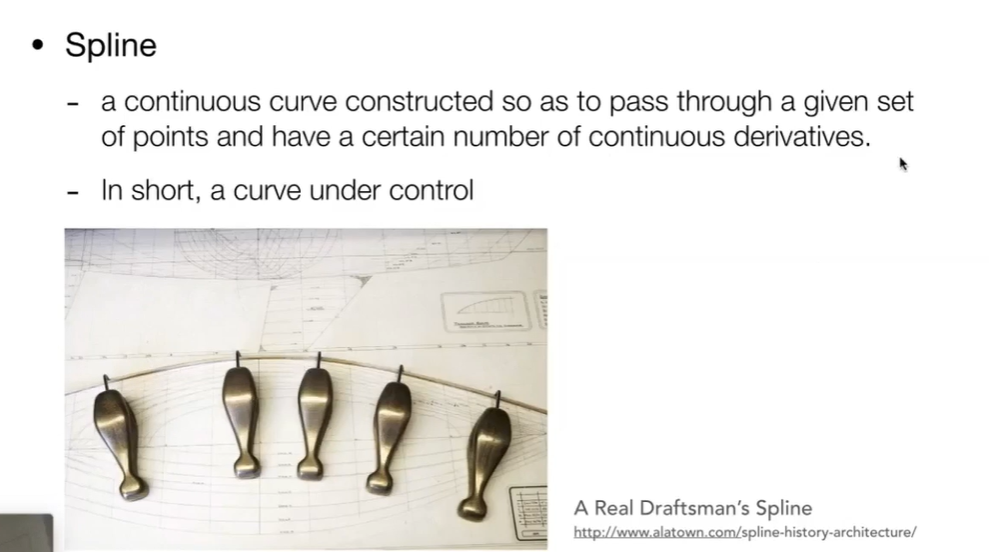 • Spline
- a continuous curve constructed so as to pass through a given set
of points and have a certain number of continuous derivatives.
- In short, a curve under control
A Real Draftsman's Spline
http://www.alatown.com/spline-history-architecture/